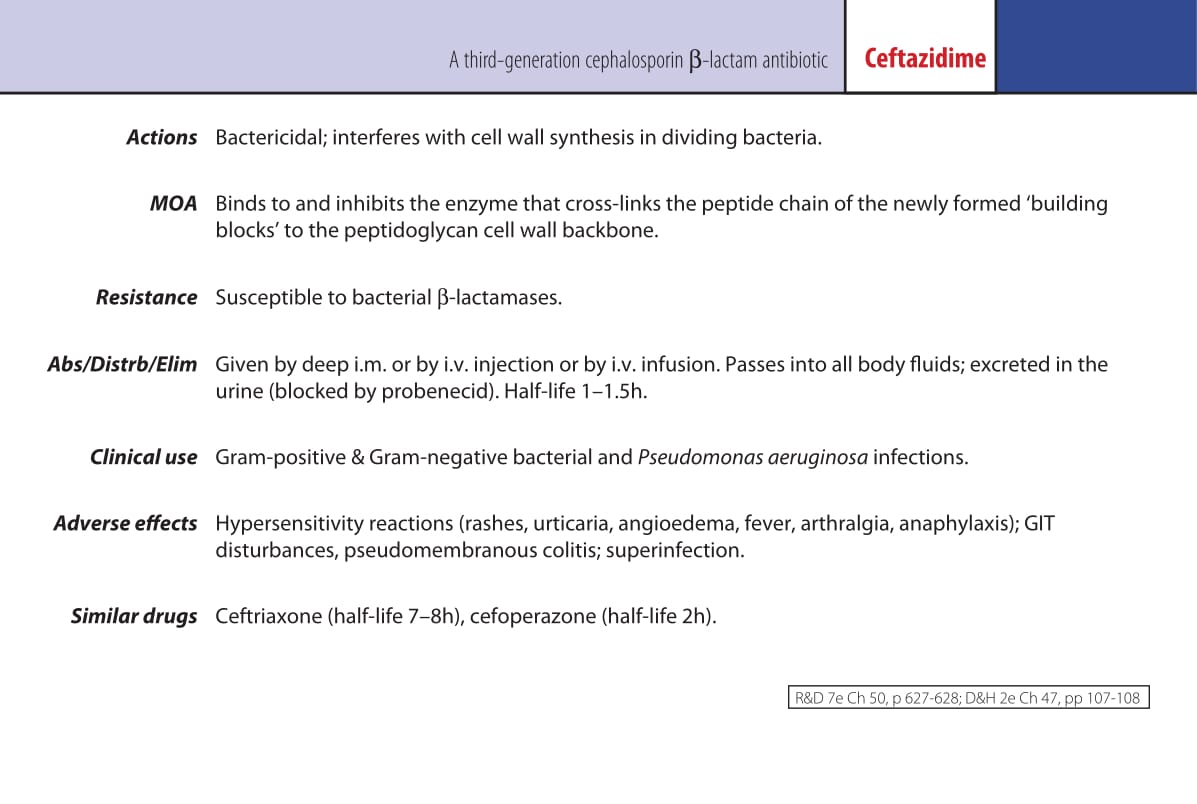 A third-generation cephalosporin β-lactam antibiotic Ceftazidime
Actions Bactericidal; interferes with cell wall synthesis in dividing bacteria.
MOA Binds to and inhibits the enzyme that cross-links the peptide chain of the newly formed ‘building
blocks’ to the peptidoglycan cell wall backbone.
Resistance Susceptible to bacterial β-lactamases.
Abs/Distrb/Elim Given by deep i.m. or by i.v. injection or by i.v. infusion. Passes into all body fluids; excreted in the
urine (blocked by probenecid). Half-life 1–1.5h.
Clinical use Gram-positive & Gram-negative bacterial and Pseudomonas aeruginosa infections.
Adverse effects Hypersensitivity reactions (rashes, urticaria, angioedema, fever, arthralgia, anaphylaxis); GIT
disturbances, pseudomembranous colitis; superinfection.
Similar drugs Ceftriaxone (half-life 7–8h), cefoperazone (half-life 2h).
R&D 7e Ch 50, p 627-628; D&H 2e Ch 47, pp 107-108